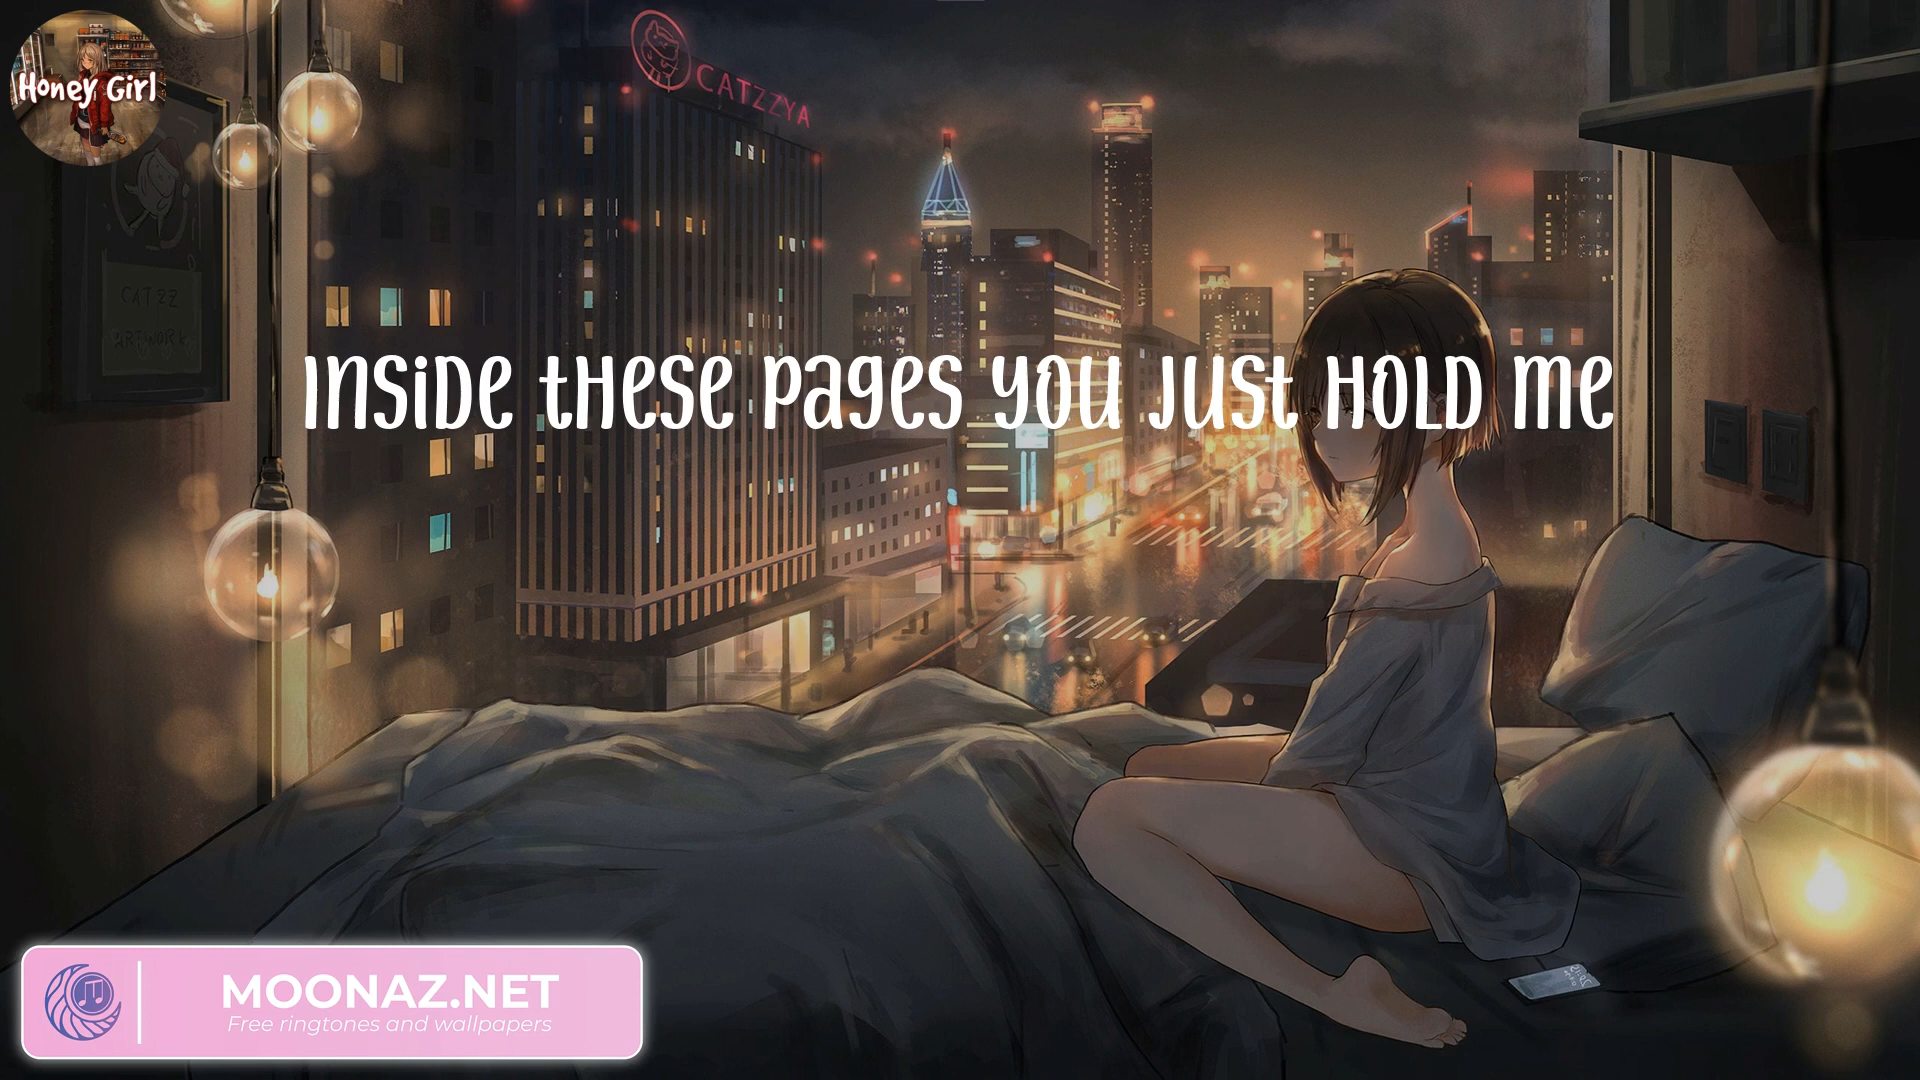 Honey Girl
CATZZYA
CATZZ
ARTWORK
Inside these pages you just hold me
MOONAZ.NET
Free ringtones and wallpapers